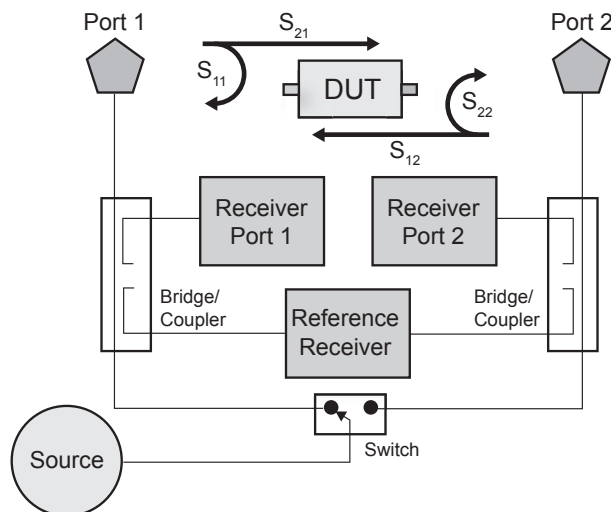 Port 1
Port 2
S21
S11
DUT
S22
S12
Receiver
Port 1
Receiver
Port 2
Bridge/
Coupler
Reference
Receiver
Bridge/
Coupler
Source
Switch